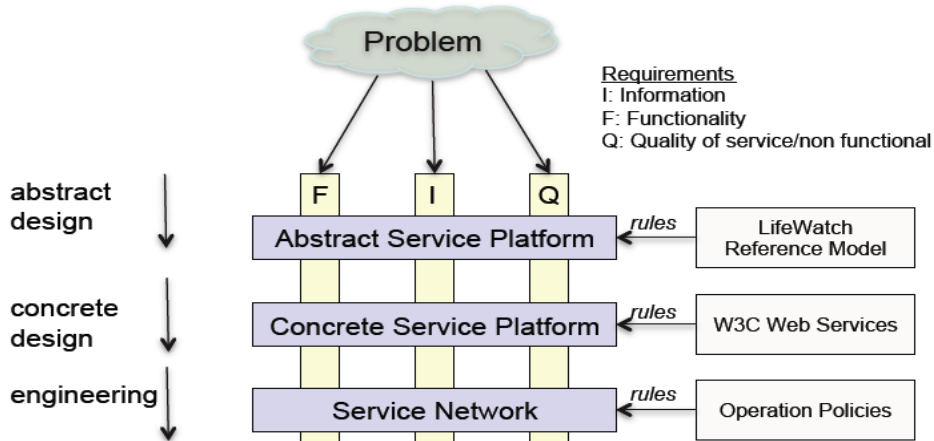 Problem
Requirements
I: Information
F: Functionality
Q: Quality of service/non functional
F
I
Q
abstract
design
Abstract Service Platform
rules
LifeWatch
Reference Model
concrete
design
Concrete Service Platform
rules
W3C Web Services
engineering
Service Network
rules
Operation Policies